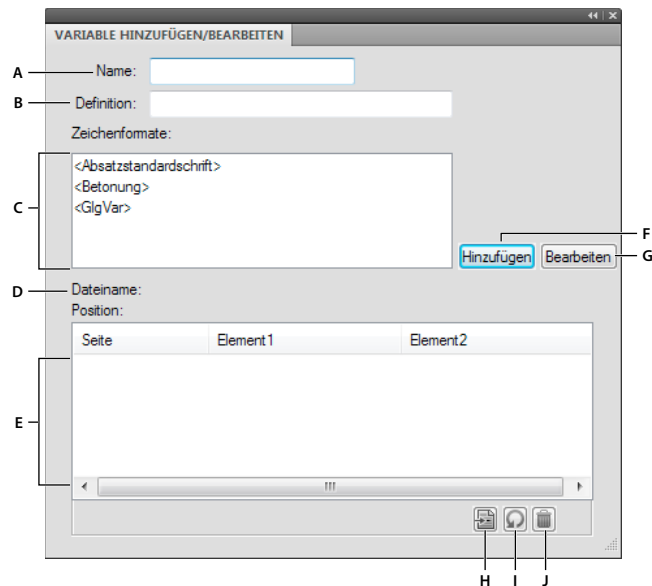 VARIABLE HINZUFÜGEN/BEARBEITEN
A Name:
B Definition:
Zeichenformate:
<Absatzstandardschrift>
<Betonung>
<GlgVar>
C
F
Hinzufügen Bearbeiten G
D Dateiname:
Position:
Seite Element1 Element2
E
H I J